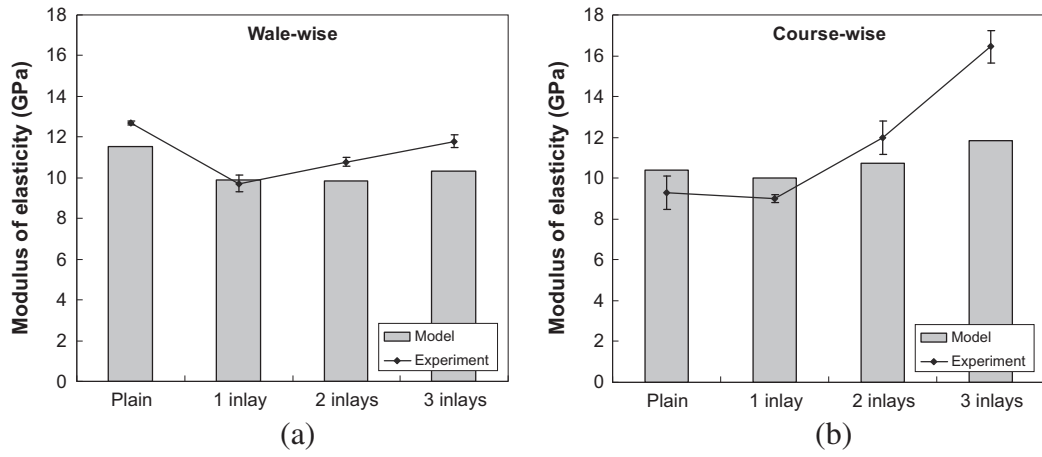 Wale-wise
Modulus of elasticity (GPa)
18
16
14
12
10
8
6
4
2
0
Model
Experiment
Plain
1 inlay
2 inlays
3 inlays
(a)
Course-wise
Modulus of elasticity (GPa)
18
16
14
12
10
8
6
4
2
0
Model
Experiment
Plain
1 inlay
2 inlays
3 inlays
(b)